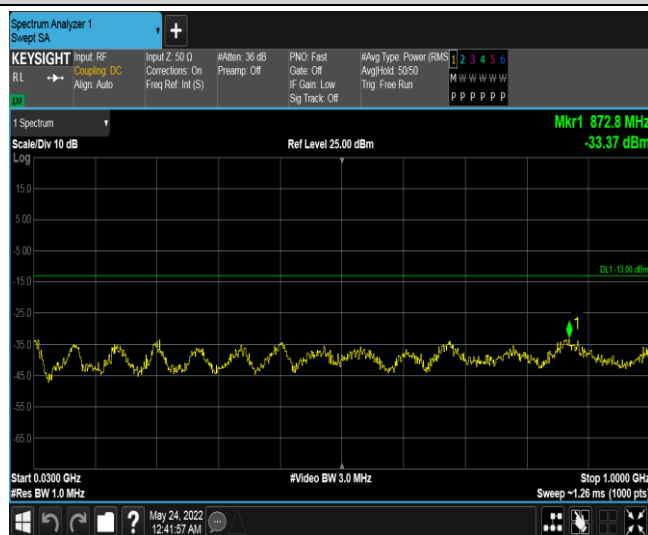 Spectrum Analyzer 1
Swept SA
+
KEYSIGHT
RL
Input: RF
Coupling: DC
Align: Auto
Input Z: 50 Ω
Corrections: On
Freq Ref: Int (S)
#Atten: 36 dB
Preamp: Off
PNO: Fast
Gate: Off
IF Gain: Low
Sig Track: Off
#Avg Type: Power (RMS
Avg|Hold: 50/50
Trig: Free Run
1 2 3 4 5 6
M W W W W W
P P P P P P
1 Spectrum
Scale/Div 10 dB
Ref Level 25.00 dBm
Mkr1 872.8 MHz
-33.37 dBm
Log
15.0
5.00
-5.00
DL1 -13.00 dBm
-15.0
-25.0
1
-35.0
-45.0
-55.0
-65.0
Start 0.0300 GHz
#Video BW 3.0 MHz
Stop 1.0000 GHz
#Res BW 1.0 MHz
Sweep ~1.26 ms (1000 pts)
?
May 24, 2022
12:41:57 AM